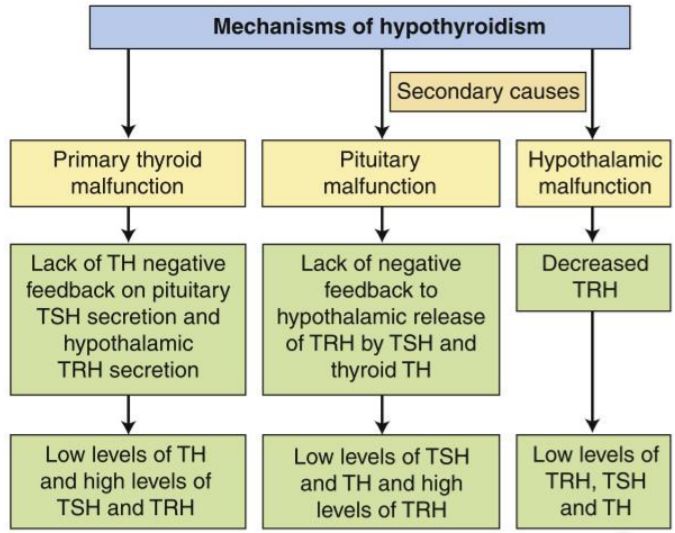 Mechanisms of hypothyroidism
Secondary causes
Primary thyroid
malfunction
Pituitary
malfunction
Hypothalamic
malfunction
Lack of TH negative
feedback on pituitary
TSH secretion and
hypothalamic
TRH secretion
Lack of negative
feedback to
hypothalamic release
of TRH by TSH and
thyroid TH
Decreased
TRH
Low levels of TH
and high levels of
TSH and TRH
Low levels of TSH
and TH and high
levels of TRH
Low levels of
TRH, TSH
and TH